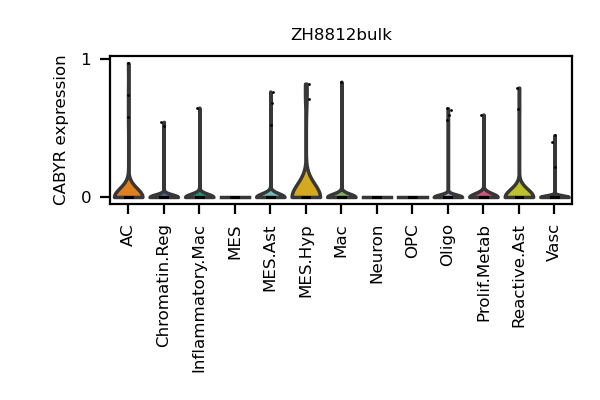 ZH8812bulk
CABYR expression
1
0
AC
Chromatin.Reg
Inflammatory.Mac
MES
MES.Ast
MES.Hyp
Mac
Neuron
OPC
Oligo
Prolif.Metab
Reactive.Ast
Vasc